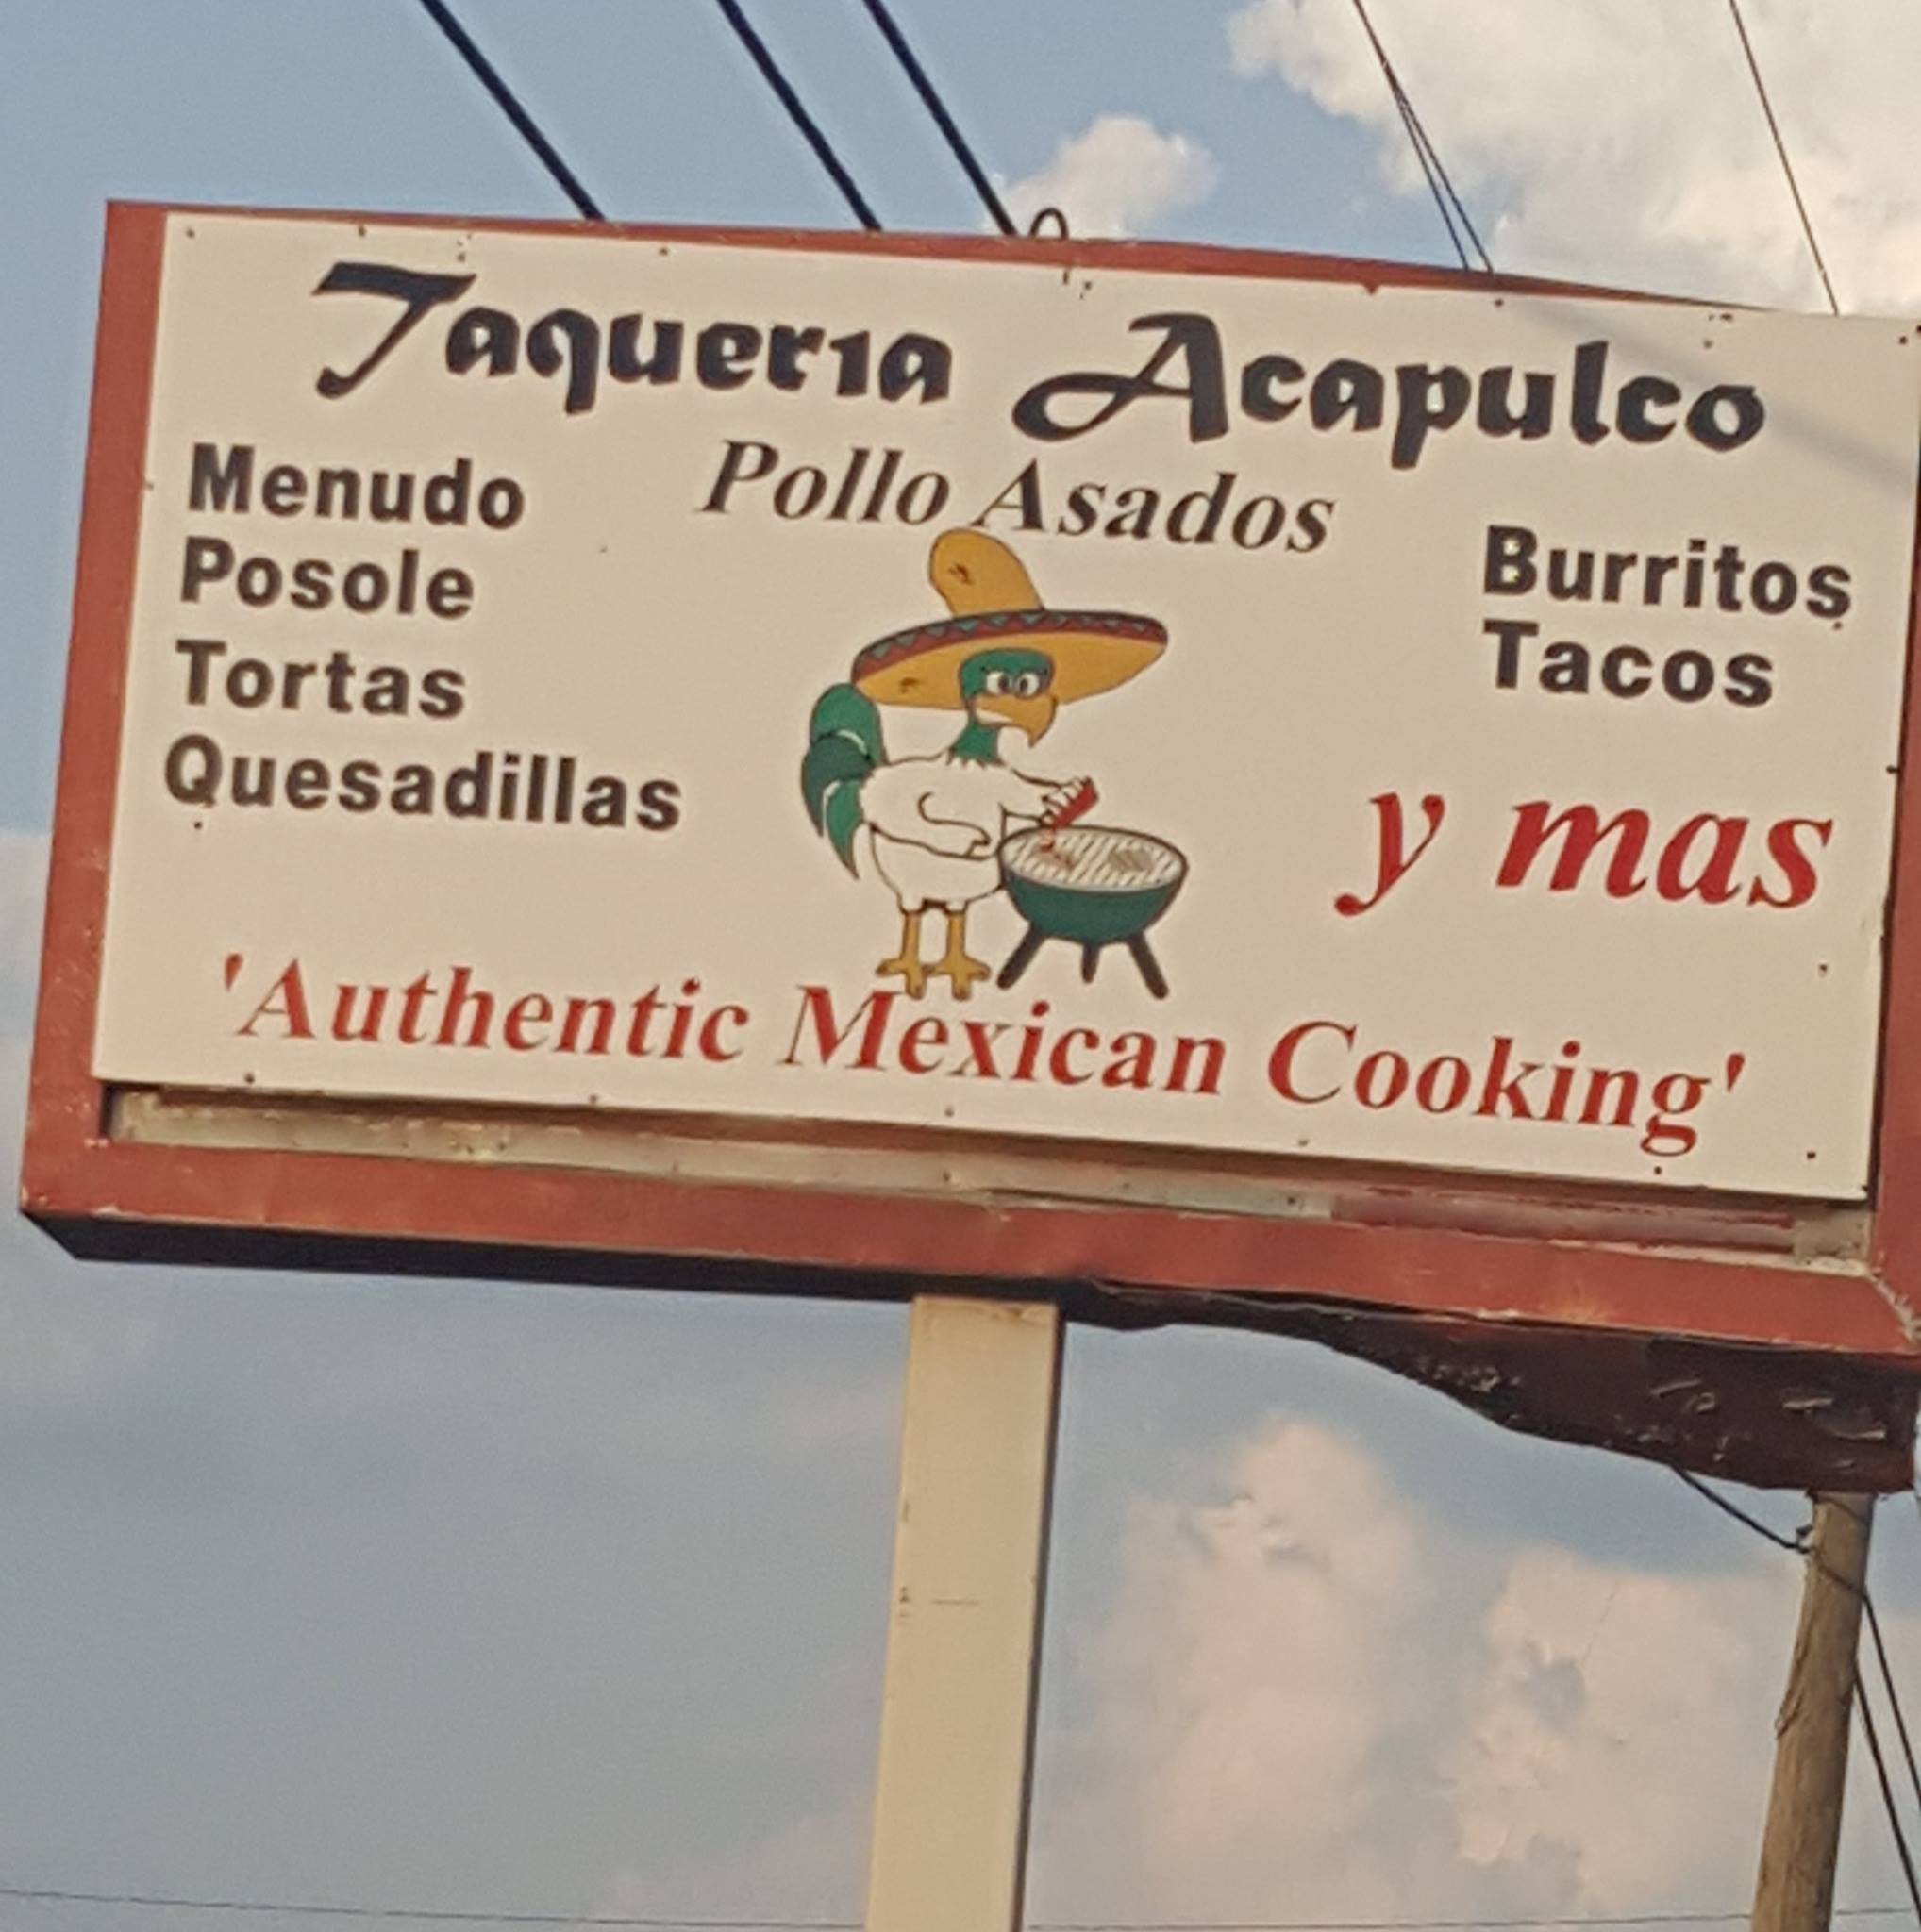 Taqueria Acapulco
Pollo Asados
Menudo
Posole
Tortas
Quesadillas
Burritos
Tacos
y mas
'Authentic Mexican Cooking'